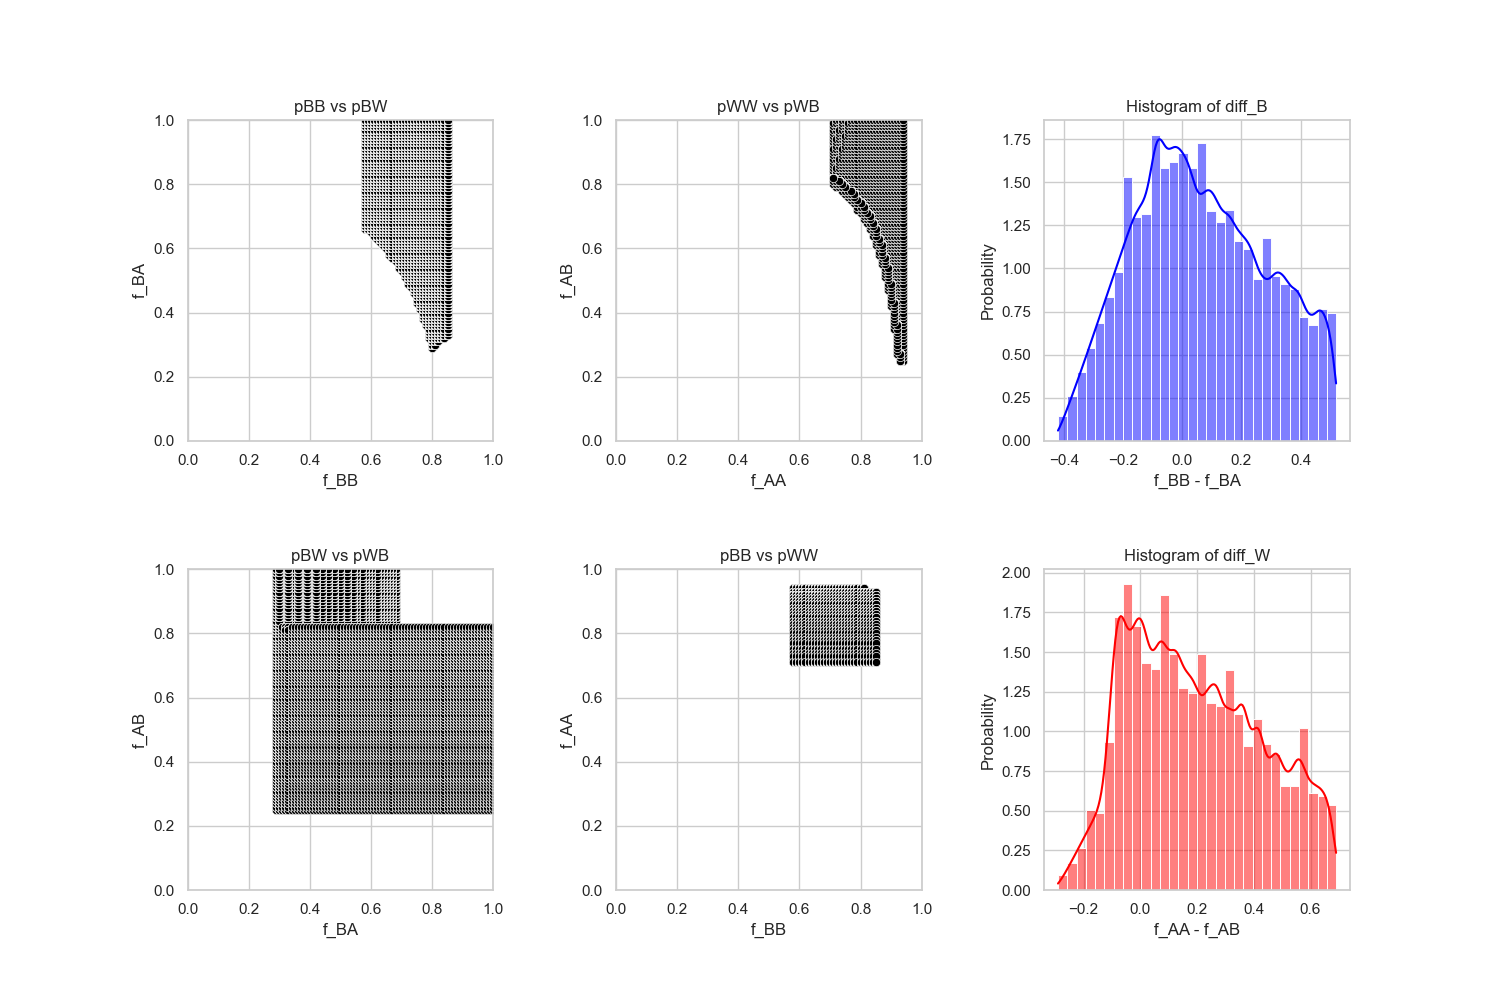 pBB vs pBW
1.0
0.8
0.6
0.4
0.2
0.0
f_BA
0.0 0.2 0.4 0.6 0.8 1.0
f_BB
pWW vs pWB
1.0
0.8
0.6
0.4
0.2
0.0
f_AB
0.0 0.2 0.4 0.6 0.8 1.0
f_AA
Histogram of diff_B
1.75
1.50
1.25
1.00
0.75
0.50
0.25
0.00
Probability
−0.4 −0.2 0.0 0.2 0.4
f_BB - f_BA
pBW vs pWB
1.0
0.8
0.6
0.4
0.2
0.0
f_AB
0.0 0.2 0.4 0.6 0.8 1.0
f_BA
pBB vs pWW
1.0
0.8
0.6
0.4
0.2
0.0
f_AA
0.0 0.2 0.4 0.6 0.8 1.0
f_BB
Histogram of diff_W
2.00
1.75
1.50
1.25
1.00
0.75
0.50
0.25
0.00
Probability
−0.2 0.0 0.2 0.4 0.6
f_AA - f_AB